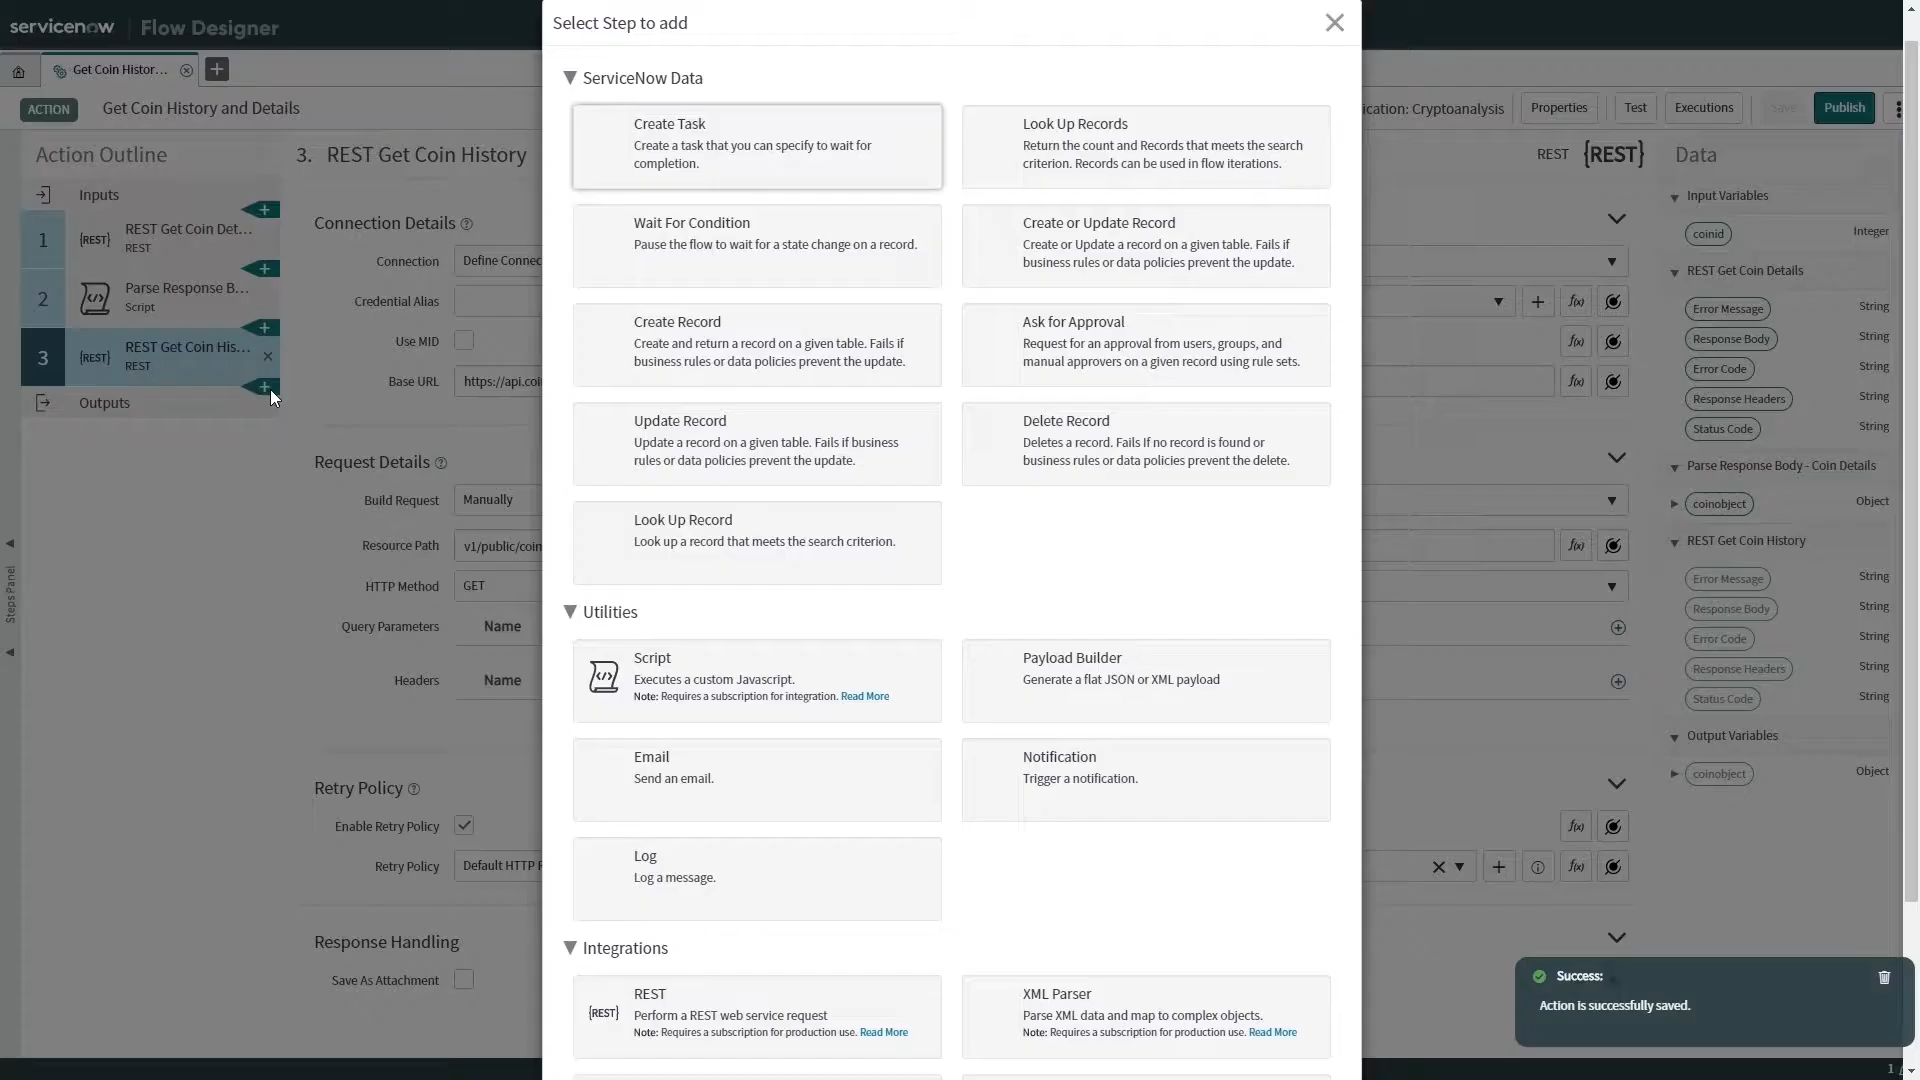 servicenow Flow Designer
Select Step to add
Get Coin Histor...
ACTION
Get Coin History and Details
ication: Cryptoanalysis
Properties
Test
Executions
Save
Publish
Action Outline
Inputs
1
{REST}
REST Get Coin Det...
REST
2
Parse Response B...
Script
3
{REST}
REST Get Coin His...
REST
Outputs
Steps Panel
3. REST Get Coin History
REST {REST}
Connection Details
Connection
Define Connec
Credential Alias
f(x)
Use MID
f(x)
Base URL
https://api.coi
f(x)
Request Details
Build Request
Manually
Resource Path
v1/public/coin
f(x)
HTTP Method
GET
Query Parameters
Name
Headers
Name
Retry Policy
Enable Retry Policy
f(x)
Retry Policy
Default HTTP R
f(x)
Response Handling
Save As Attachment
ServiceNow Data
Create Task
Create a task that you can specify to wait for
completion.
Look Up Records
Return the count and Records that meets the search
criterion. Records can be used in flow iterations.
Wait For Condition
Pause the flow to wait for a state change on a record.
Create or Update Record
Create or Update a record on a given table. Fails if
business rules or data policies prevent the update.
Create Record
Create and return a record on a given table. Fails if
business rules or data policies prevent the update.
Ask for Approval
Request for an approval from users, groups, and
manual approvers on a given record using rule sets.
Update Record
Update a record on a given table. Fails if business
rules or data policies prevent the update.
Delete Record
Deletes a record. Fails If no record is found or
business rules or data policies prevent the delete.
Look Up Record
Look up a record that meets the search criterion.
Utilities
Script
Executes a custom Javascript.
Note: Requires a subscription for integration. Read More
Payload Builder
Generate a flat JSON or XML payload
Email
Send an email.
Notification
Trigger a notification.
Log
Log a message.
Integrations
{REST}
REST
Perform a REST web service request
Note: Requires a subscription for production use. Read More
XML Parser
Parse XML data and map to complex objects.
Note: Requires a subscription for production use. Read More
Data
Input Variables
coinid Integer
REST Get Coin Details
Error Message String
Response Body String
Error Code String
Response Headers String
Status Code String
Parse Response Body - Coin Details
coinobject Object
REST Get Coin History
Error Message String
Response Body String
Error Code String
Response Headers String
Status Code String
Output Variables
coinobject Object
Success:
Action is successfully saved.
1